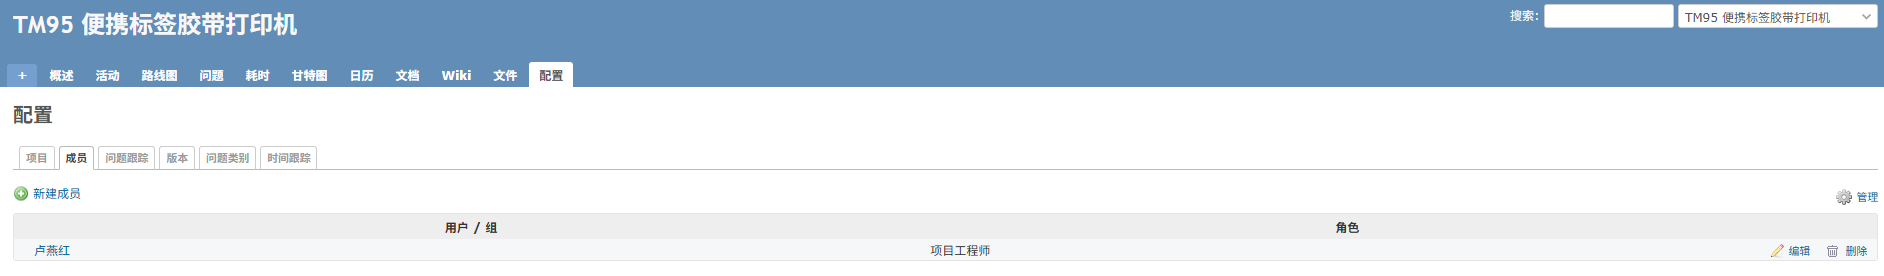 TM95 便携标签胶带打印机
搜索: TM95 便携标签胶带打印机
+ 概述 活动 路线图 问题 耗时 甘特图 日历 文档 Wiki 文件 配置
配置
项目 成员 问题跟踪 版本 问题类别 时间跟踪
新建成员 管理
用户 / 组 角色
卢燕红 项目工程师 编辑 删除